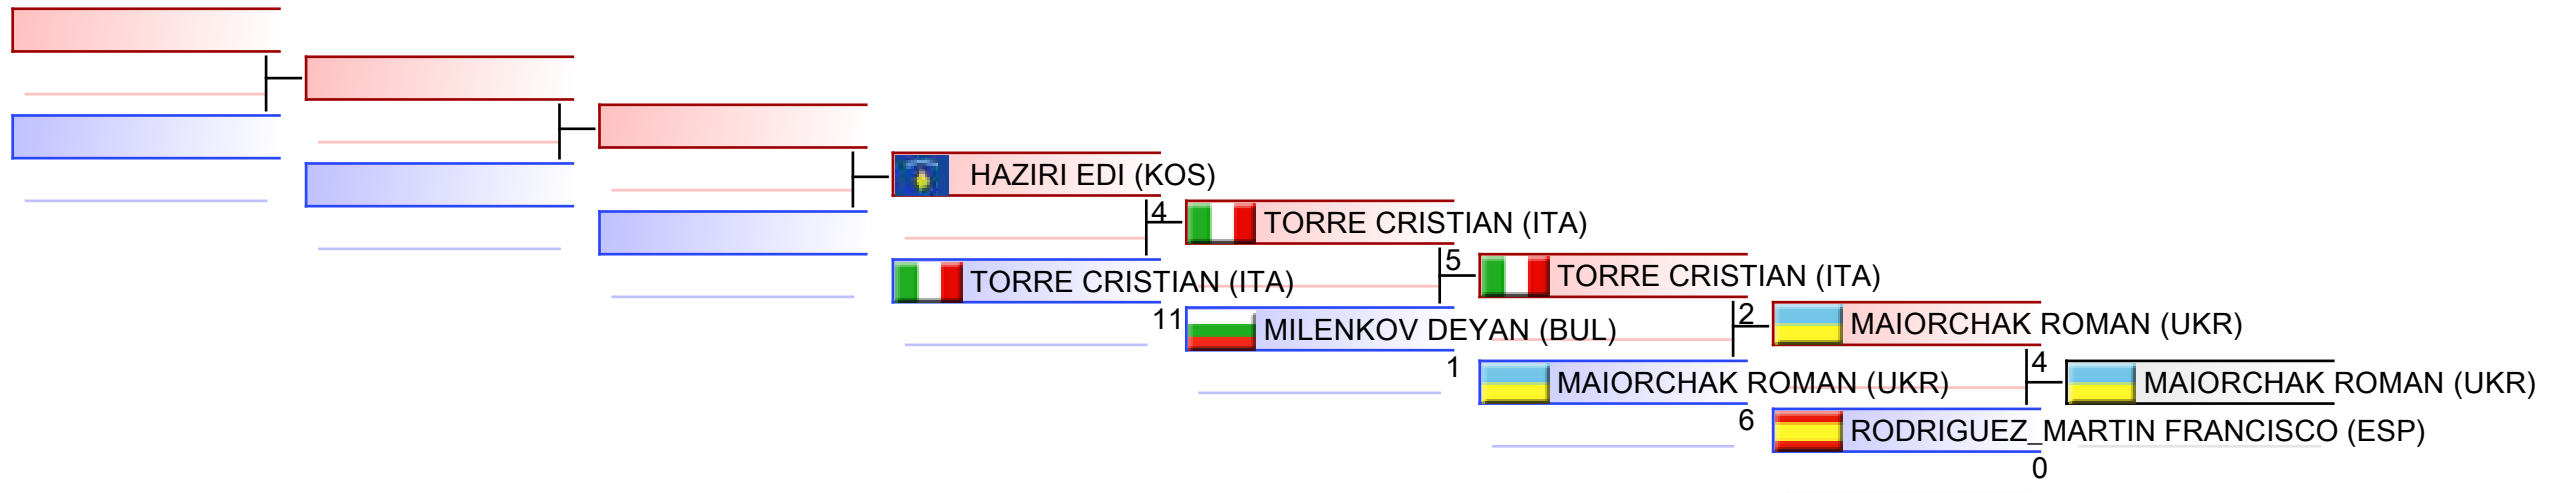 HAZIRI EDI (KOS)
4
TORRE CRISTIAN (ITA)
TORRE CRISTIAN (ITA)
11
5
TORRE CRISTIAN (ITA)
MILENKOV DEYAN (BUL)
1
2
MAIORCHAK ROMAN (UKR)
MAIORCHAK ROMAN (UKR)
6
4
MAIORCHAK ROMAN (UKR)
RODRIGUEZ_MARTIN FRANCISCO (ESP)
0